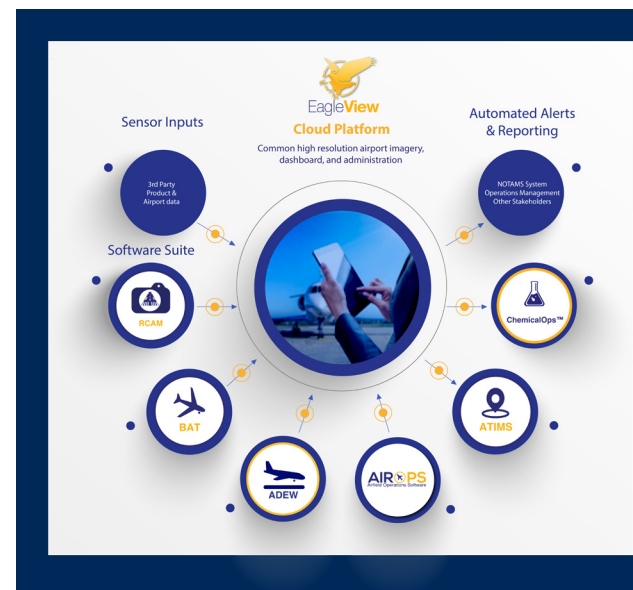 EagleView
Cloud Platform
Common high resolution airport imagery,
dashboard, and administration
Sensor Inputs
3rd Party
Product &
Airport data
Automated Alerts
& Reporting
NOTAMS System
Operations Management
Other Stakeholders
Software Suite
RCAM
ChemicalOps™
BAT
ATIMS
ADEW
AIROPS
Airfield Operations Software